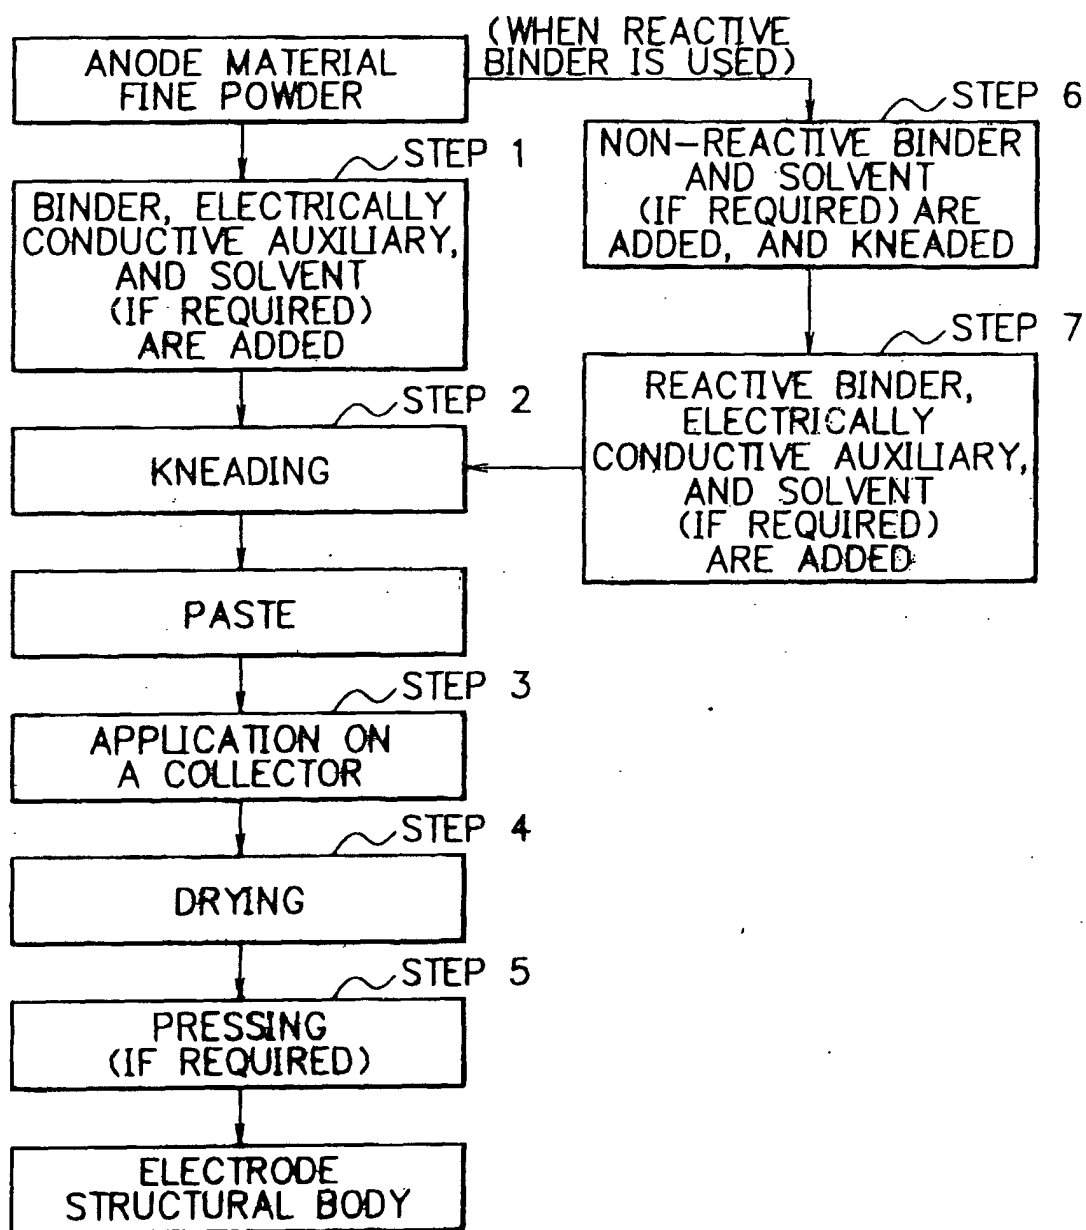 ANODE MATERIAL
FINE POWDER
(WHEN REACTIVE
BINDER IS USED)
STEP 1
BINDER, ELECTRICALLY
CONDUCTIVE AUXILIARY,
AND SOLVENT
(IF REQUIRED)
ARE ADDED
STEP 6
NON-REACTIVE BINDER
AND SOLVENT
(IF REQUIRED) ARE
ADDED, AND KNEADED
STEP 7
REACTIVE BINDER,
ELECTRICALLY
CONDUCTIVE AUXILIARY,
AND SOLVENT
(IF REQUIRED)
ARE ADDED
STEP 2
KNEADING
PASTE
STEP 3
APPLICATION ON
A COLLECTOR
STEP 4
DRYING
STEP 5
PRESSING
(IF REQUIRED)
ELECTRODE
STRUCTURAL BODY